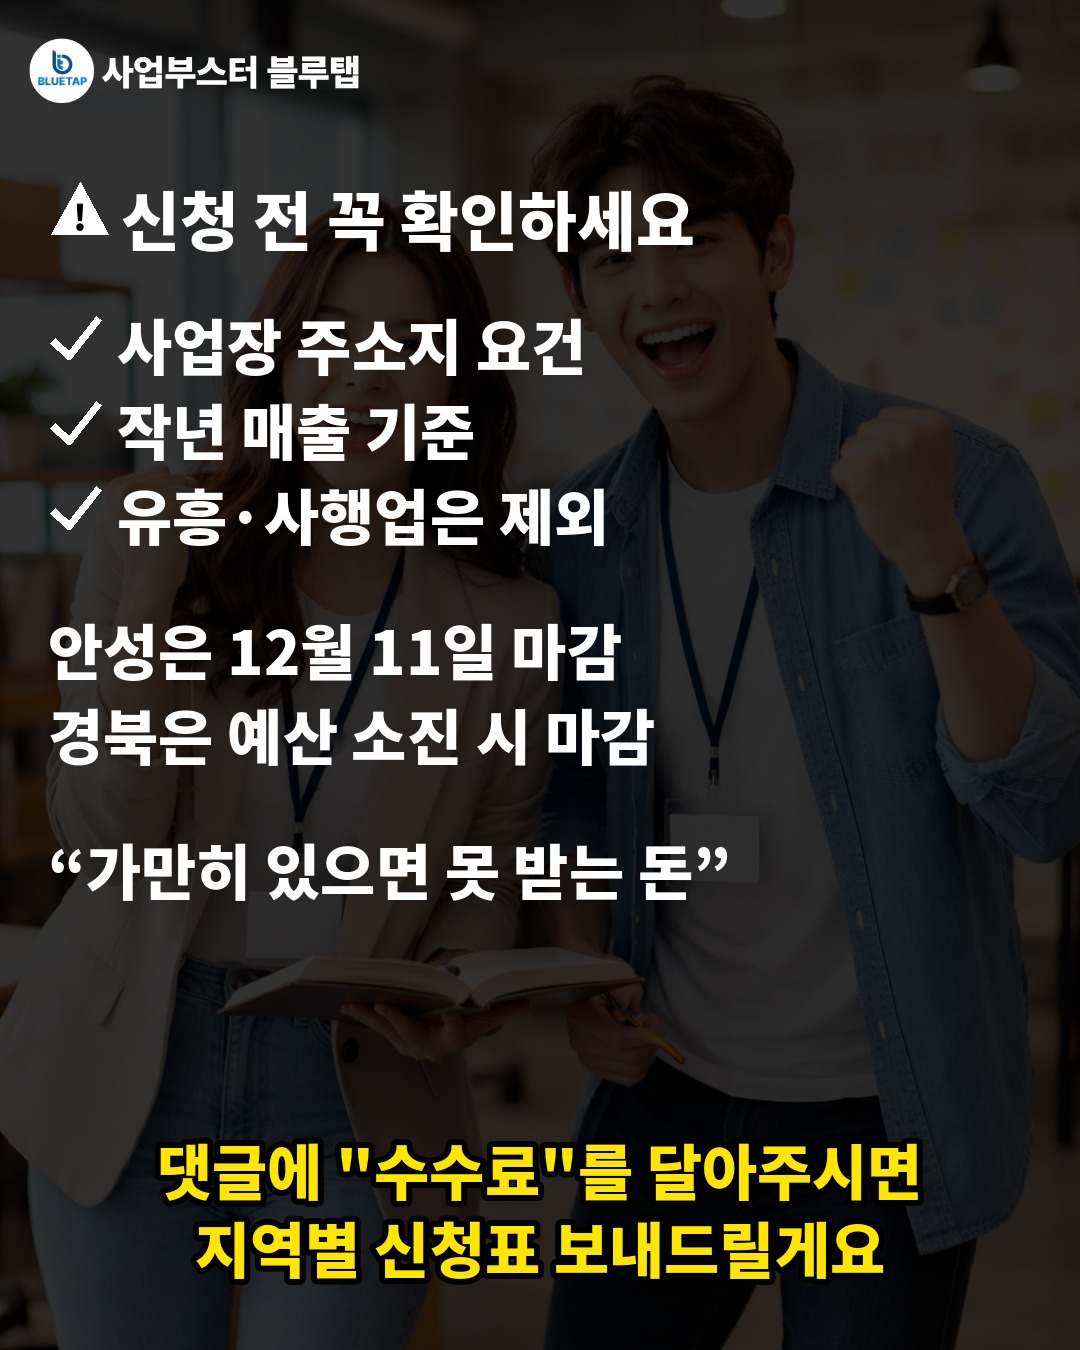 BLUETAP 사업부스터 블루탭
⚠ 신청 전 꼭 확인하세요
✓ 사업장 주소지 요건
✓ 작년 매출 기준
✓ 유흥·사행업은 제외
안성은 12월 11일 마감
경북은 예산 소진 시 마감
“가만히 있으면 못 받는 돈”
댓글에 "수수료"를 달아주시면
지역별 신청표 보내드릴게요